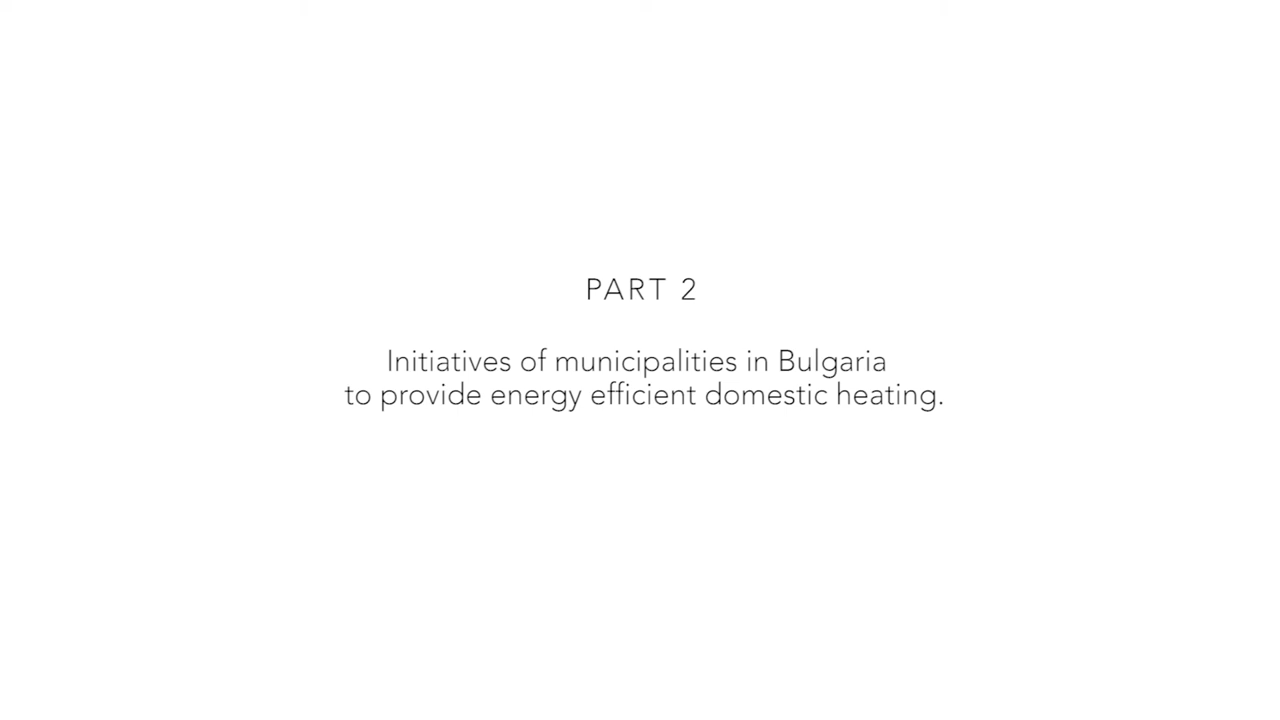 PART 2
Initiatives of municipalities in Bulgaria
to provide energy efficient domestic heating.